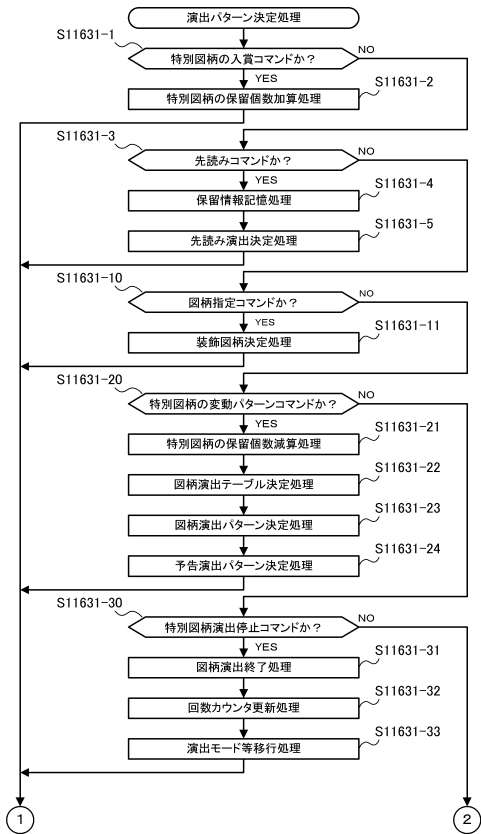 演出パターン決定処理
S11631-1
特別図柄の入賞コマンドか？
NO
YES
S11631-2
特別図柄の保留個数加算処理
S11631-3
先読みコマンドか？
NO
YES
S11631-4
保留情報記憶処理
S11631-5
先読み演出決定処理
S11631-10
図柄指定コマンドか？
NO
YES
S11631-11
装飾図柄決定処理
S11631-20
特別図柄の変動パターンコマンドか？
NO
YES
S11631-21
特別図柄の保留個数減算処理
S11631-22
図柄演出テーブル決定処理
S11631-23
図柄演出パターン決定処理
S11631-24
予告演出パターン決定処理
S11631-30
特別図柄演出停止コマンドか？
NO
YES
S11631-31
図柄演出終了処理
S11631-32
回数カウンタ更新処理
S11631-33
演出モード等移行処理
1
2